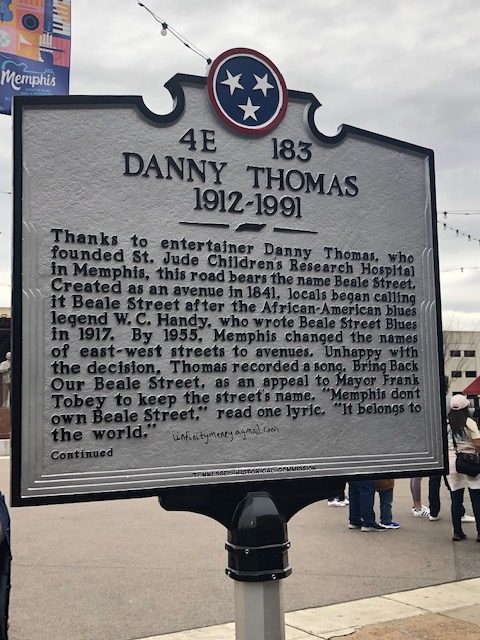 Memphis
4E 183
DANNY THOMAS
1912-1991
Thanks to entertainer Danny Thomas, who
founded St. Jude Childrens Research Hospital
in Memphis, this road bears the name Beale Street.
Created as an avenue in 1841, locals began calling
it Beale Street after the African-American blues
legend W. C. Handy, who wrote Beale Street Blues
in 1917. By 1955, Memphis changed the names
of east-west streets to avenues. Unhappy with
the decision, Thomas recorded a song, Bring Back
Our Beale Street, as an appeal to Mayor Frank
Tobey to keep the street's name. "Memphis don't
own Beale Street," read one lyric. "It belongs to
the world."
Continued
TENNESSEE HISTORICAL COMMISSION